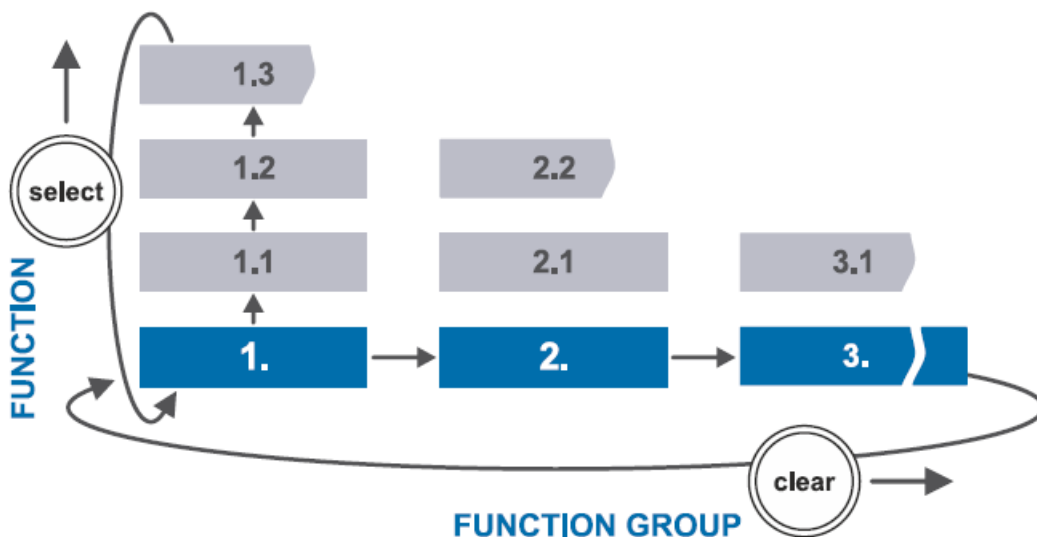 1.3
1.2 2.2
select
1.1 2.1 3.1
FUNCTION
1. 2. 3.
clear
FUNCTION GROUP